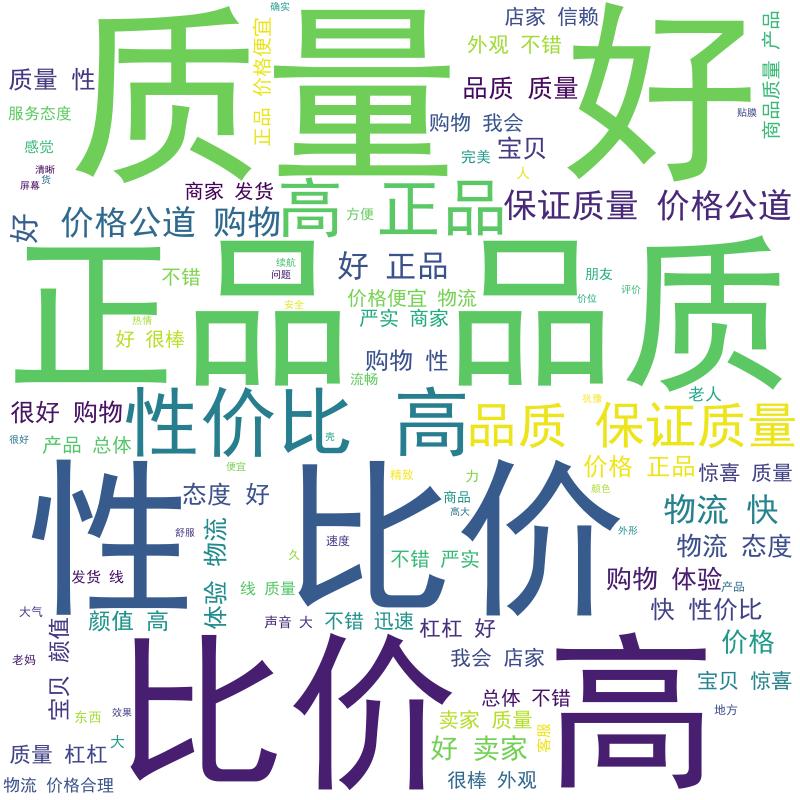 确实
店家 信赖
质量 好
外观 不错
正品 价格便宜
商品质量 产品
质量 性
品质 质量
服务态度
购物 我会
贴膜
感觉
完美
宝贝
清晰
货
屏幕
人
商家 发货
高 正品
保证质量 价格公道
好
价格公道 购物
方便
正品 品质
好 正品
续航
问题
不错
朋友
价格便宜 物流
价位
评价
安全
严实 商家
热情
好 很棒
购物 性
流畅
老人
性价比 高
很好 购物
品质 保证质量
很好
产品 总体
壳
便宜
价格 正品
惊喜 质量
性 比价
精致
力
颜色
态度 好
商品
高大
物流 快
体验 物流
舒服
速度
外形
物流 态度
久
不错 严实
发货 线
线 质量
购物 体验
产品
大气
颜值 高
声音 大
不错 迅速
杠杠 好
快 性价比
宝贝 颜值
比价 高
价格
老妈
我会 店家
宝贝 惊喜
总体 不错
东西
效果
卖家 质量
地方
客服
大
好 卖家
质量 杠杠
物流 价格合理
很棒 外观